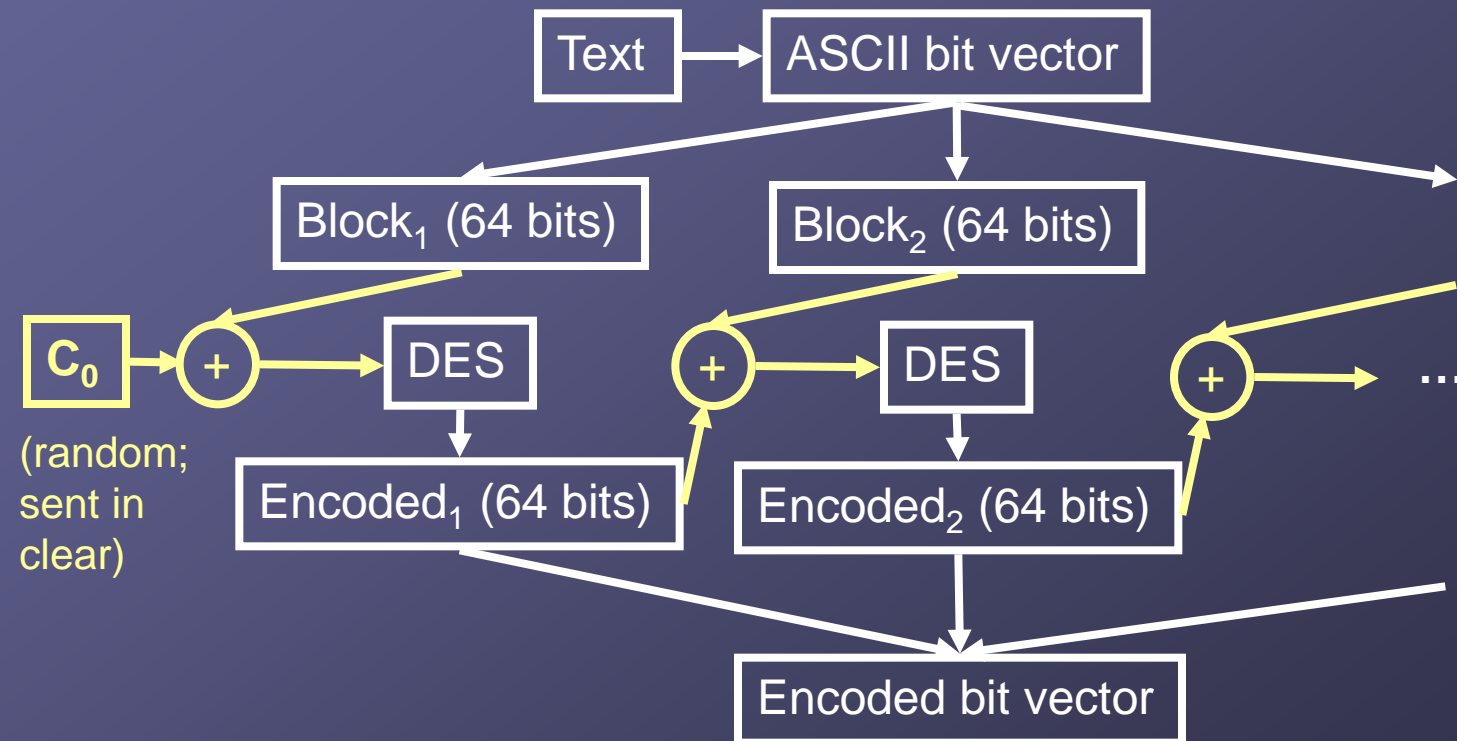 Text
ASCII bit vector
Block₁ (64 bits)
Block₂ (64 bits)
C₀
+
DES
+
DES
+
...
(random;
sent in
clear)
Encoded₁ (64 bits)
Encoded₂ (64 bits)
Encoded bit vector